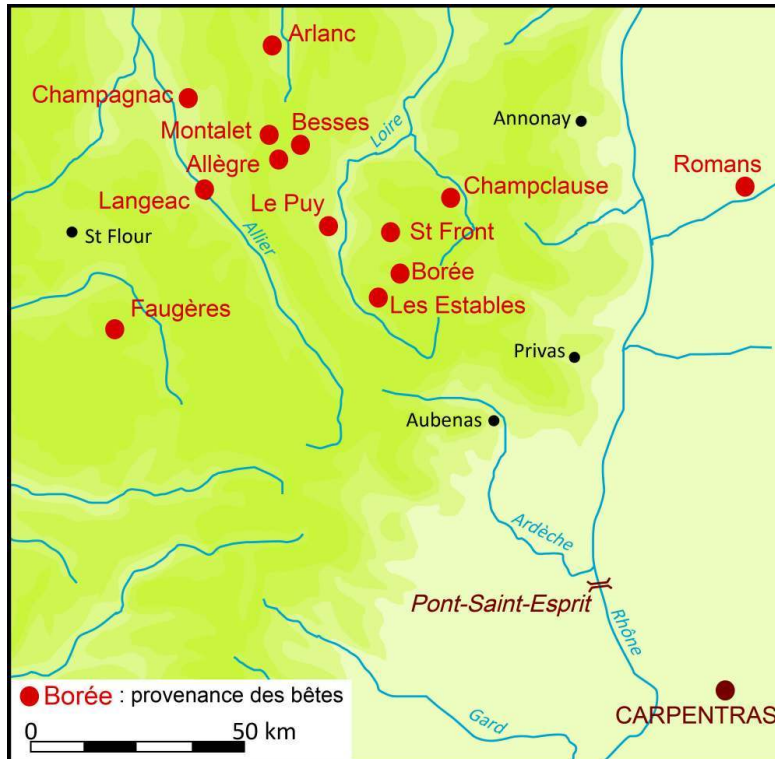 Arlanc
Champagnac
Montalet
Besses
Loire
Annonay
Allègre
Romans
Langeac
Le Puy
Champclause
St Flour
Allier
St Front
Borée
Faugères
Les Estables
Privas
Aubenas
Ardèche
Pont-Saint-Esprit
Rhône
Borée : provenance des bêtes
CARPENTRAS
Gard
0 50 km